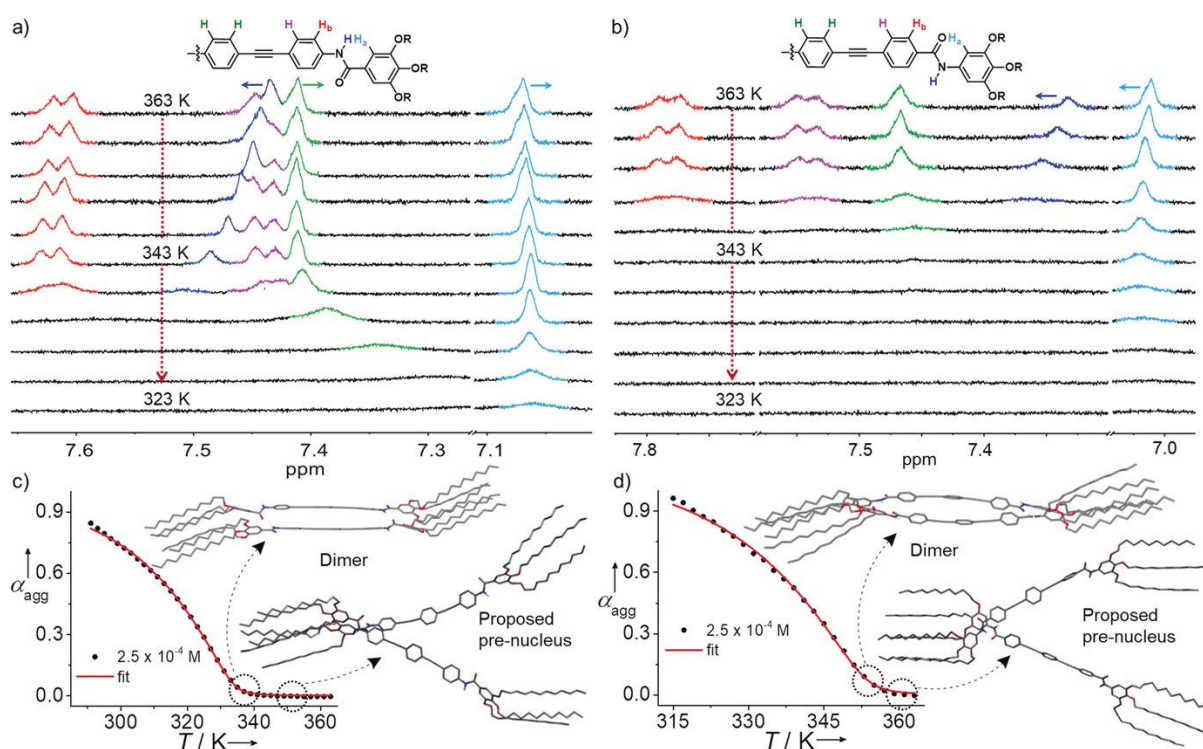 a)
H H H Hb
H Ha
N
O
OR
OR
OR
363 K
343 K
323 K
7.6 7.5 7.4 7.3 7.1
ppm
b)
H H H Hb
O Ha
N
H
OR
OR
OR
363 K
343 K
323 K
7.8 7.5 7.4 7.0
ppm
c)
0.9
0.6
0.3
0.0
αagg
2.5 x 10⁻⁴ M
fit
300 320 340 360
T / K
Dimer
Proposed
pre-nucleus
d)
0.9
0.6
0.3
0.0
αagg
2.5 x 10⁻⁴ M
fit
315 330 345 360
T / K
Dimer
Proposed
pre-nucleus